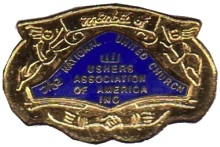 Member of
The NATIONAL UNITED CHURCH
USHERS
ASSOCIATION
OF AMERICA
INC